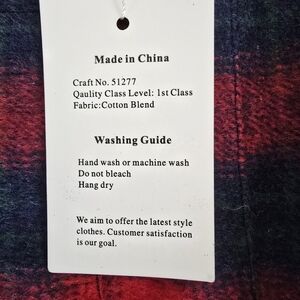 Made in China
Craft No. 51277
Qaulity Class Level: 1st Class
Fabric:Cotton Blend
Washing Guide
Hand wash or machine wash
Do not bleach
Hang dry
We aim to offer the latest style
clothes. Customer satisfaction
is our goal.